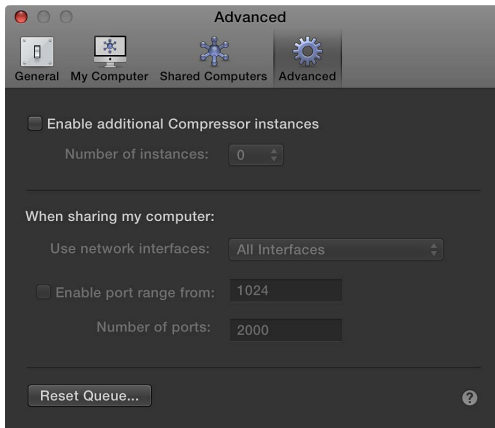 Advanced
General My Computer Shared Computers Advanced
Enable additional Compressor instances
Number of instances: 0
When sharing my computer:
Use network interfaces: All Interfaces
Enable port range from: 1024
Number of ports: 2000
Reset Queue... ?